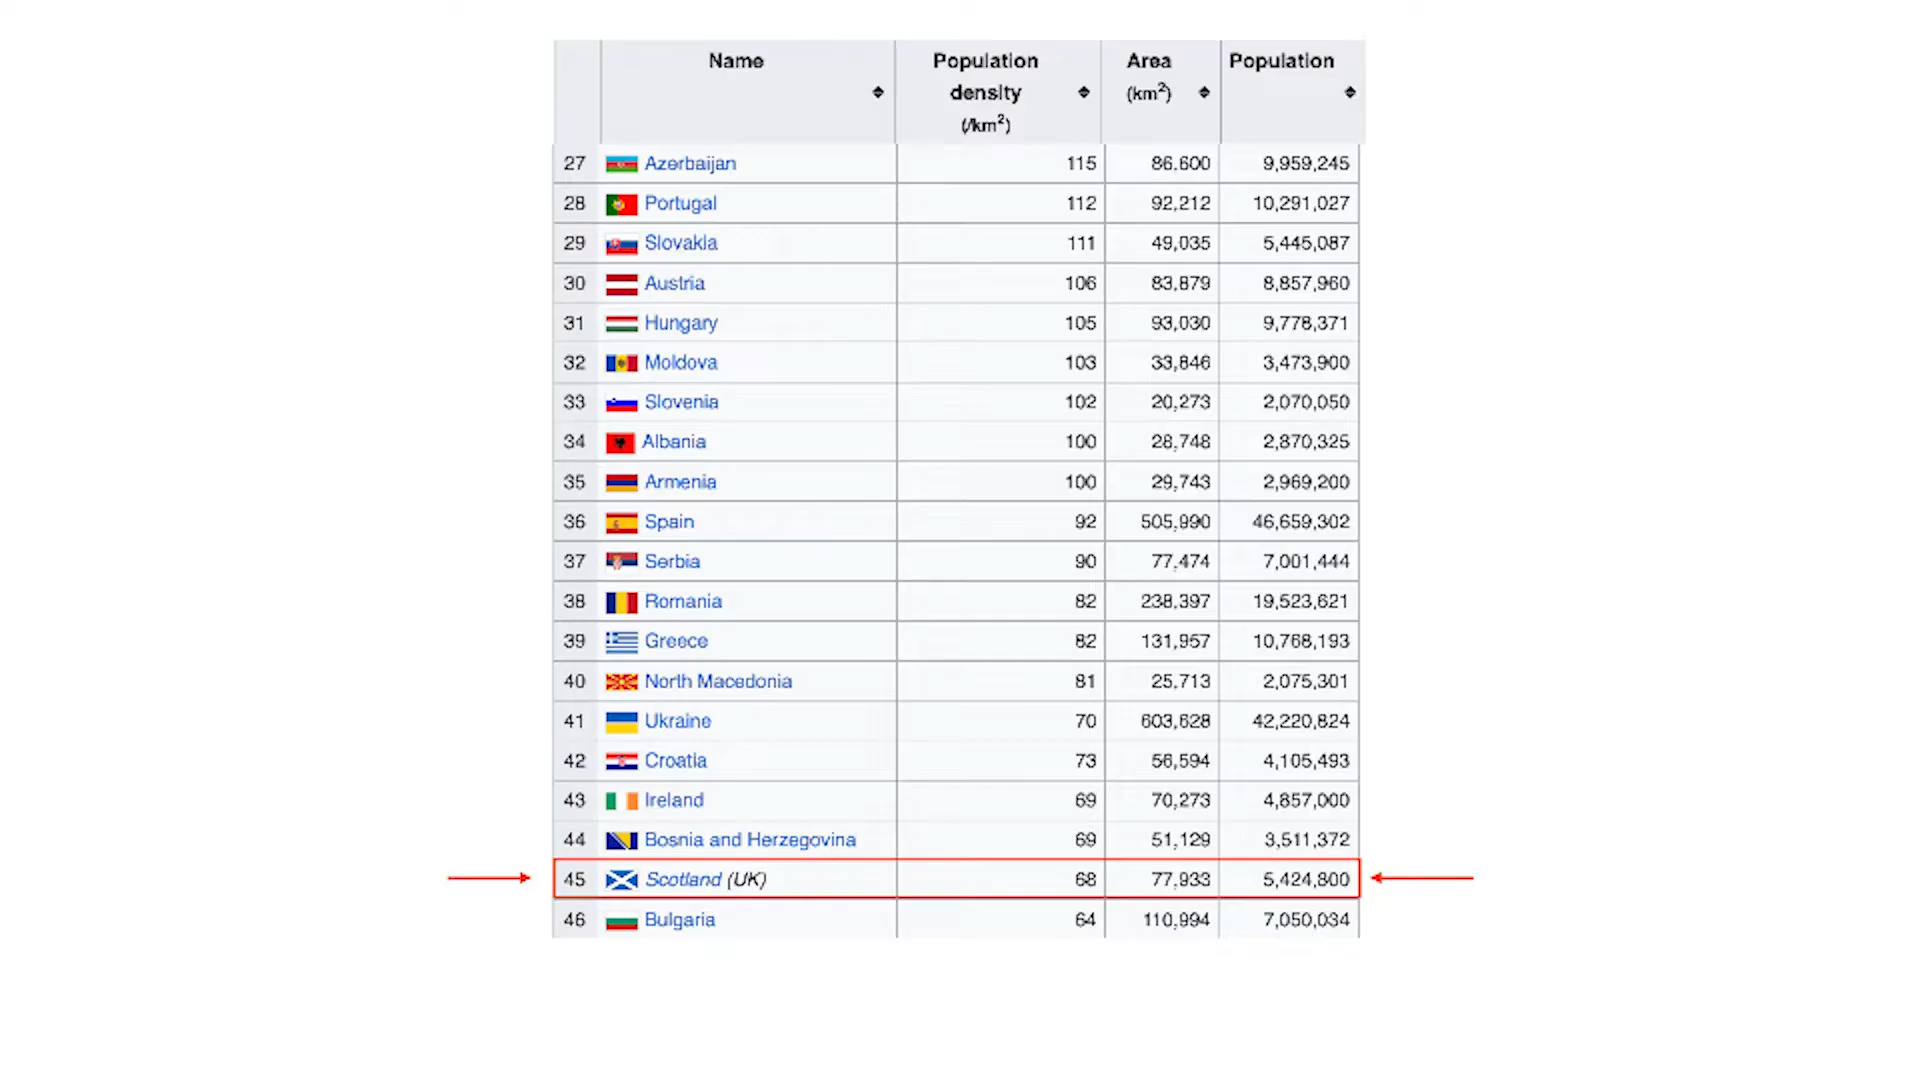 Name Population Area Population
density (km²)
(/km²)
27 Azerbaijan 115 86,600 9,959,245
28 Portugal 112 92,212 10,291,027
29 Slovakia 111 49,035 5,445,087
30 Austria 106 83,879 8,857,960
31 Hungary 105 93,030 9,778,371
32 Moldova 103 33,846 3,473,900
33 Slovenia 102 20,273 2,070,050
34 Albania 100 28,748 2,870,325
35 Armenia 100 29,743 2,969,200
36 Spain 92 505,990 46,659,302
37 Serbia 90 77,474 7,001,444
38 Romania 82 238,397 19,523,621
39 Greece 82 131,957 10,768,193
40 North Macedonia 81 25,713 2,075,301
41 Ukraine 70 603,628 42,220,824
42 Croatia 73 56,594 4,105,493
43 Ireland 69 70,273 4,857,000
44 Bosnia and Herzegovina 69 51,129 3,511,372
45 Scotland (UK) 68 77,933 5,424,800
46 Bulgaria 64 110,994 7,050,034